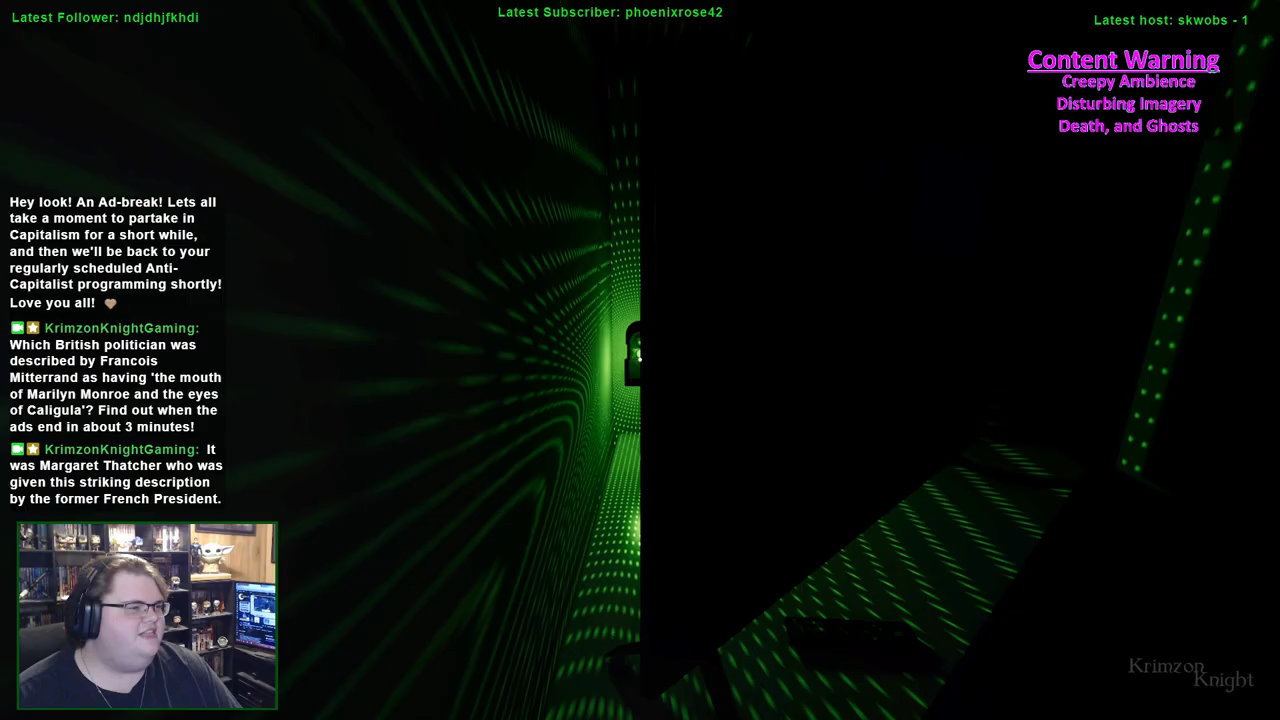 Latest Follower: ndjdhjfkhdi
Latest Subscriber: phoenixrose42
Latest host: skwobs - 1
Content Warning
Creepy Ambience
Disturbing Imagery
Death, and Ghosts
Hey look! An Ad-break! Lets all
take a moment to partake in
Capitalism for a short while,
and then we'll be back to your
regularly scheduled Anti-
Capitalist programming shortly!
Love you all!
KrimzonKnightGaming:
Which British politician was
described by Francois
Mitterrand as having 'the mouth
of Marilyn Monroe and the eyes
of Caligula'? Find out when the
ads end in about 3 minutes!
KrimzonKnightGaming: It
was Margaret Thatcher who was
given this striking description
by the former French President.
Krimzon
Knight